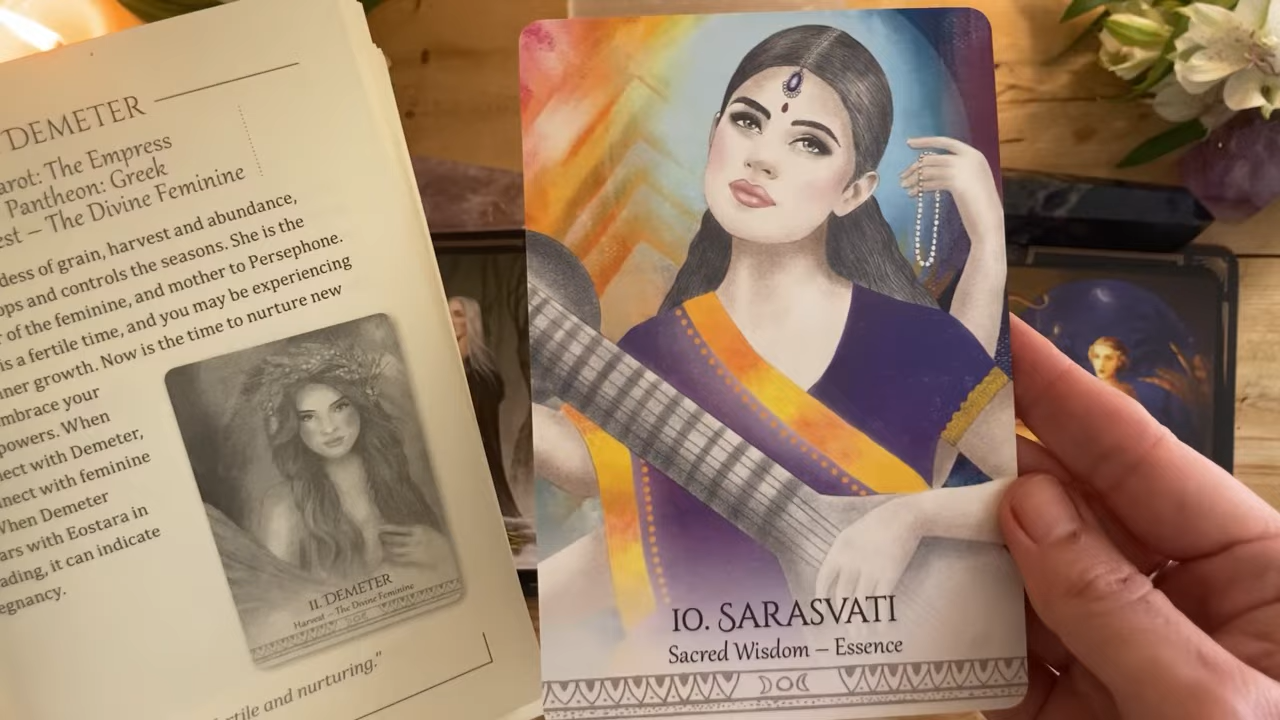 DEMETER
arot: The Empress
Pantheon: Greek
est – The Divine Feminine
dess of grain, harvest and abundance,
ops and controls the seasons. She is the
r of the feminine, and mother to Persephone.
is a fertile time, and you may be experiencing
nner growth. Now is the time to nurture new
mbrace your
powers. When
nect with Demeter,
nnect with feminine
When Demeter
ars with Eostara in
ading, it can indicate
egnancy.
11. DEMETER
Harvest – The Divine Feminine
rtile and nurturing."
10. SARASVATI
Sacred Wisdom – Essence